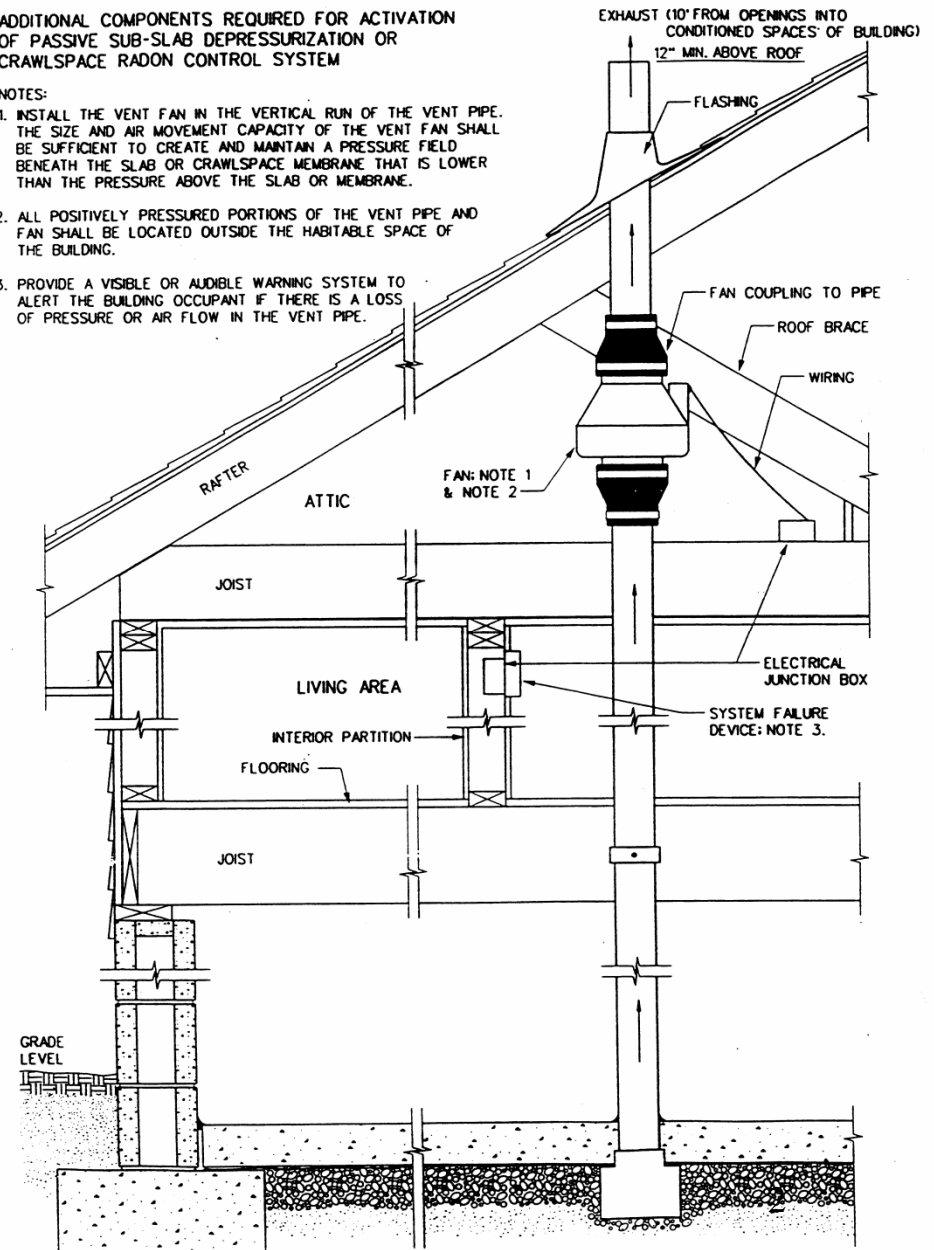 ADDITIONAL COMPONENTS REQUIRED FOR ACTIVATION
OF PASSIVE SUB-SLAB DEPRESSURIZATION OR
CRAWLSPACE RADON CONTROL SYSTEM
NOTES:
1. INSTALL THE VENT FAN IN THE VERTICAL RUN OF THE VENT PIPE.
THE SIZE AND AIR MOVEMENT CAPACITY OF THE VENT FAN SHALL
BE SUFFICIENT TO CREATE AND MAINTAIN A PRESSURE FIELD
BENEATH THE SLAB OR CRAWLSPACE MEMBRANE THAT IS LOWER
THAN THE PRESSURE ABOVE THE SLAB OR MEMBRANE.
2. ALL POSITIVELY PRESSURED PORTIONS OF THE VENT PIPE AND
FAN SHALL BE LOCATED OUTSIDE THE HABITABLE SPACE OF
THE BUILDING.
3. PROVIDE A VISIBLE OR AUDIBLE WARNING SYSTEM TO
ALERT THE BUILDING OCCUPANT IF THERE IS A LOSS
OF PRESSURE OR AIR FLOW IN THE VENT PIPE.
EXHAUST (10' FROM OPENINGS INTO
CONDITIONED SPACES OF BUILDING)
12" MIN. ABOVE ROOF
FLASHING
FAN COUPLING TO PIPE
ROOF BRACE
WIRING
RAFTER
ATTIC
FAN; NOTE 1
& NOTE 2
JOIST
LIVING AREA
ELECTRICAL
JUNCTION BOX
SYSTEM FAILURE
DEVICE; NOTE 3.
INTERIOR PARTITION
FLOORING
JOIST
GRADE
LEVEL